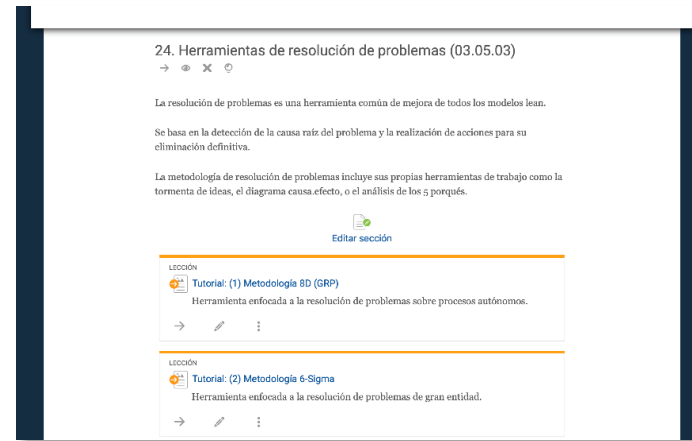 24. Herramientas de resolución de problemas (03.05.03)
La resolución de problemas es una herramienta común de mejora de todos los modelos lean.
Se basa en la detección de la causa raíz del problema y la realización de acciones para su
eliminación definitiva.
La metodología de resolución de problemas incluye sus propias herramientas de trabajo como la
tormenta de ideas, el diagrama causa.efecto, o el análisis de los 5 porqués.
Editar sección
LECCIÓN
Tutorial: (1) Metodología 8D (GRP)
Herramienta enfocada a la resolución de problemas sobre procesos autónomos.
LECCIÓN
Tutorial: (2) Metodología 6-Sigma
Herramienta enfocada a la resolución de problemas de gran entidad.